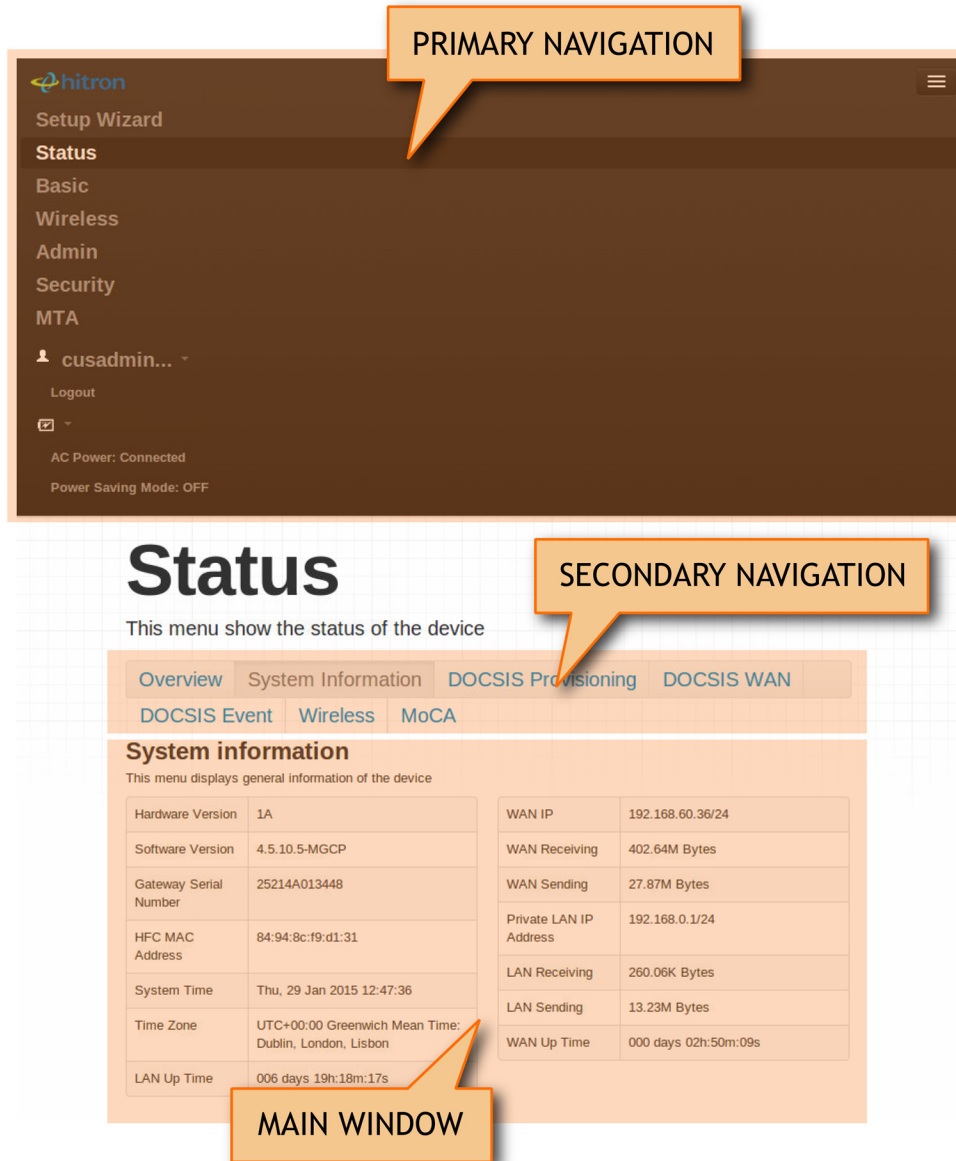 PRIMARY NAVIGATION
hitron
Setup Wizard
Status
Basic
Wireless
Admin
Security
MTA
cusadmin...
Logout
AC Power: Connected
Power Saving Mode: OFF
Status
SECONDARY NAVIGATION
This menu show the status of the device
Overview System Information DOCSIS Provisioning DOCSIS WAN
DOCSIS Event Wireless MoCA
System information
This menu displays general information of the device
Hardware Version 1A
Software Version 4.5.10.5-MGCP
Gateway Serial
Number
25214A013448
HFC MAC
Address
84:94:8c:f9:d1:31
System Time Thu, 29 Jan 2015 12:47:36
Time Zone
UTC+00:00 Greenwich Mean Time:
Dublin, London, Lisbon
LAN Up Time 006 days 19h:18m:17s
WAN IP 192.168.60.36/24
WAN Receiving 402.64M Bytes
WAN Sending 27.87M Bytes
Private LAN IP
Address
192.168.0.1/24
LAN Receiving 260.06K Bytes
LAN Sending 13.23M Bytes
WAN Up Time 000 days 02h:50m:09s
MAIN WINDOW